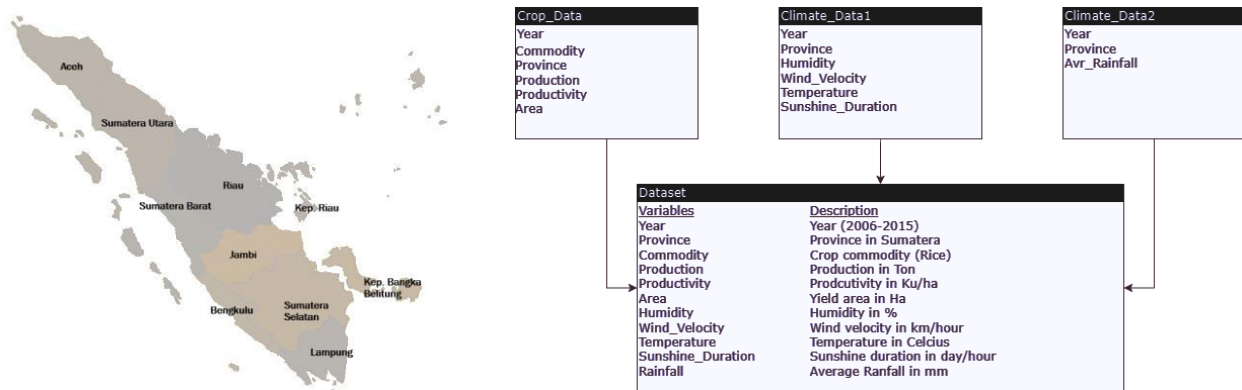 Aceh
Sumatera Utara
Riau
Sumatera Barat
Kep. Riau
Jambi
Kep. Bangka
Belitung
Bengkulu
Sumatera
Selatan
Lampung
Crop_Data
Year
Commodity
Province
Production
Productivity
Area
Climate_Data1
Year
Province
Humidity
Wind_Velocity
Temperature
Sunshine_Duration
Climate_Data2
Year
Province
Avr_Rainfall
Dataset
Variables Description
Year Year (2006-2015)
Province Province in Sumatera
Commodity Crop commodity (Rice)
Production Production in Ton
Productivity Prodcutivity in Ku/ha
Area Yield area in Ha
Humidity Humidity in %
Wind_Velocity Wind velocity in km/hour
Temperature Temperature in Celcius
Sunshine_Duration Sunshine duration in day/hour
Rainfall Average Ranfall in mm